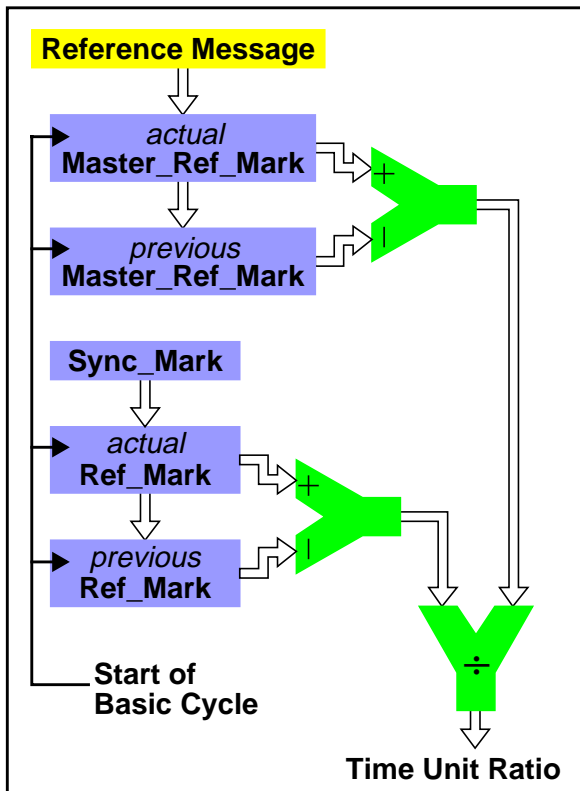 Reference Message
actual
Master_Ref_Mark
+
previous
Master_Ref_Mark
–
Sync_Mark
actual
Ref_Mark
+
previous
Ref_Mark
–
÷
Start of
Basic Cycle
Time Unit Ratio